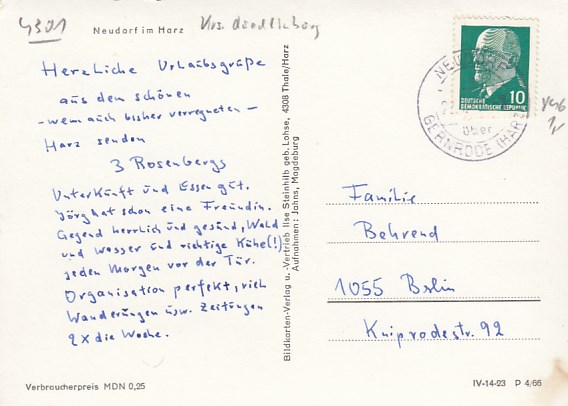 4301
Neudorf im Harz
Krs. Quedlinburg
Herzliche Urlaubsgrüße
aus dem schönen
- wenn auch bisher verregneten -
Harz senden
3 Rosenbergs
Unterkunft und Essen gut.
Jörg hat schon eine Freundin.
Gegend herrlich und gesund, Wald
und Wasser und richtige Kühe (!)
jeden Morgen vor der Tür.
Organisation perfekt, viel
Wanderungen usw. Zeitungen
2x die Woche.
Verbraucherpreis MDN 0,25
Bildkarten-Verlag u. -Vertrieb Ilse Steinhilb geb. Lohse, 4308 Thale/Harz
Aufnahmen: Jahns, Magdeburg
DEUTSCHE
DEMOKRATISCHE REPUBLIK
10
NEUDORF
über
GERNRODE (HARZ)
Familie
Behrend
1055 Berlin
Kniprodestr. 92
IV-14-23 P 4/66